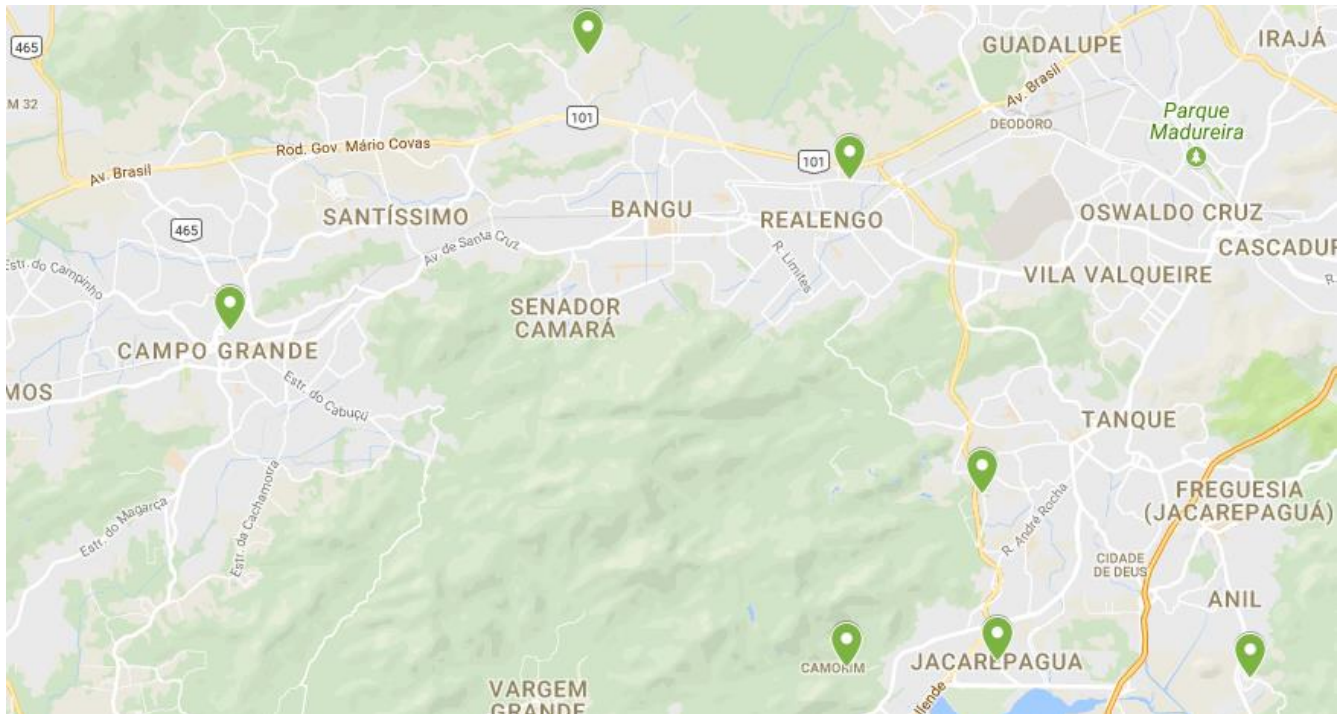 465
GUADALUPE
IRAJÁ
M 32
Av. Brasil
Parque
Madureira
101
DEODORO
Rod. Gov. Mário Covas
101
Av. Brasil
SANTÍSSIMO
BANGU
REALENGO
OSWALDO CRUZ
465
Av. de Santa Cruz
CASCADUR
R.
Estr. do Campinho
R. Limites
VILA VALQUEIRE
SENADOR
CAMARÁ
CAMPO GRANDE
MOS
Estr. do Cabuçú
TANQUE
Estr. do Magarça
Estr. da Cachamorra
R. André Rocha
FREGUESIA
(JACAREPAGUÁ)
CIDADE
DE DEUS
ANIL
CAMORIM
JACAREPAGUA
VARGEM
GRANDE
llende